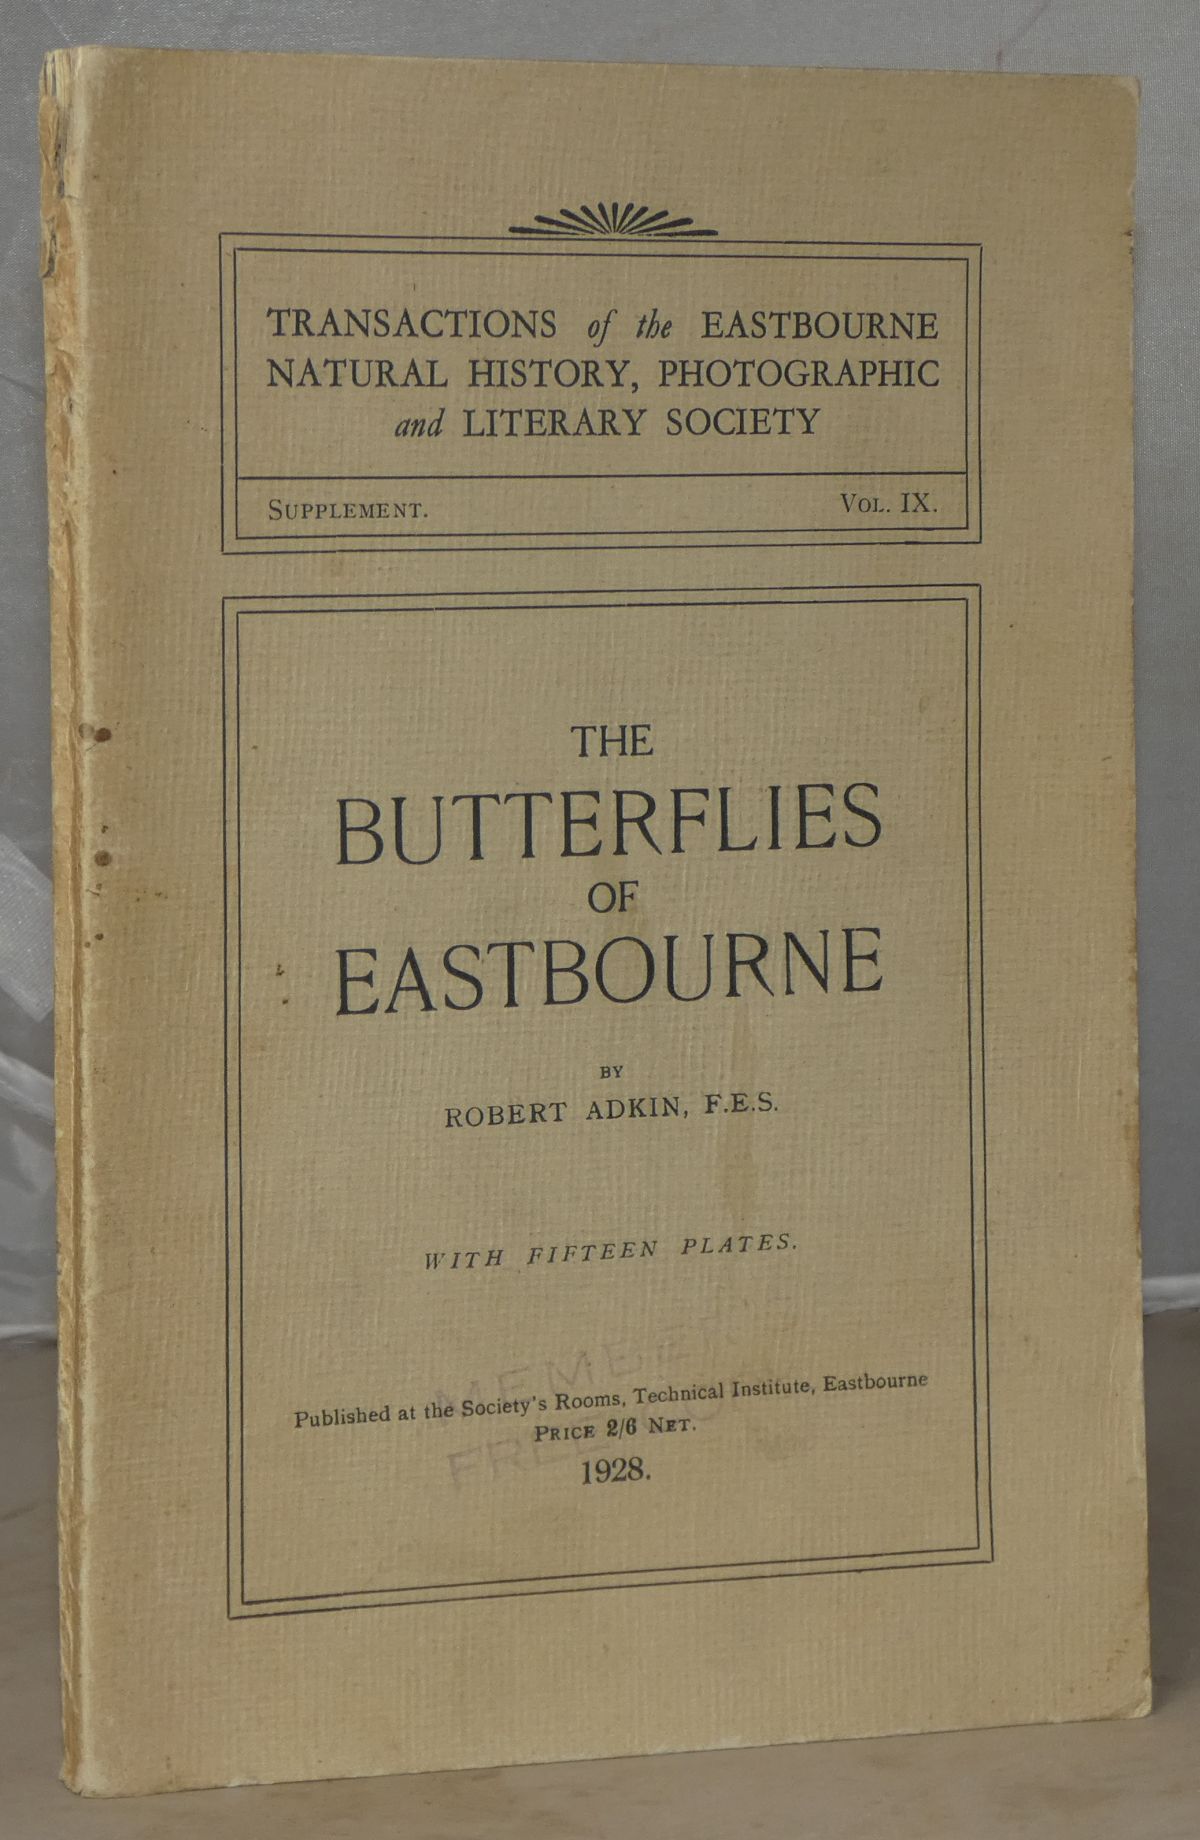 TRANSACTIONS of the EASTBOURNE
NATURAL HISTORY, PHOTOGRAPHIC
and LITERARY SOCIETY
SUPPLEMENT.
VOL. IX.
THE
BUTTERFLIES
OF
EASTBOURNE
BY
ROBERT ADKIN, F.E.S.
WITH FIFTEEN PLATES.
Published at the Society's Rooms, Technical Institute, Eastbourne
PRICE 2/6 NET.
1928.